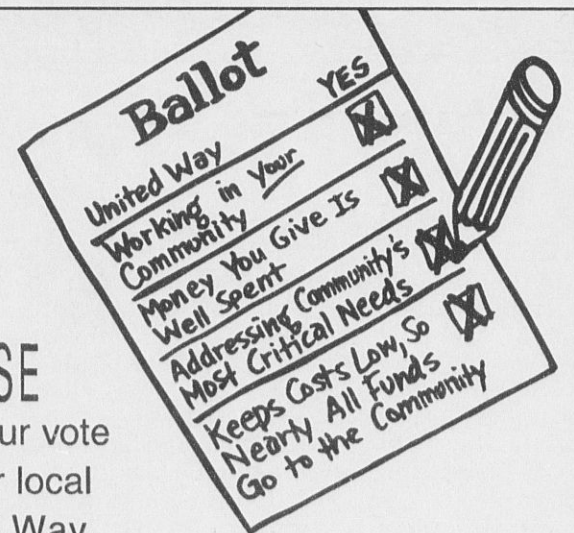 Ballot
YES
United Way
Working in Your
Community
Money You Give Is
Well Spent
Addressing Community's
Most Critical Needs
Keeps Costs Low, So
Nearly All Funds
Go to the Community
SE
ur vote
r local
Way